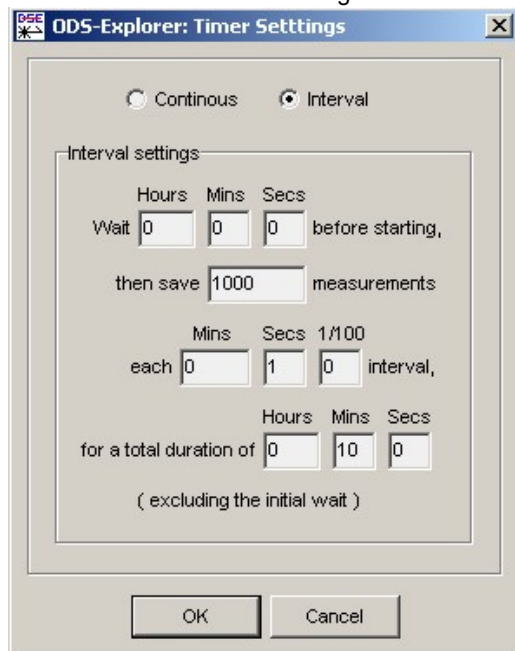 ODS-Explorer: Timer Setttings
Continous Interval
Interval settings
Hours Mins Secs
Wait 0 0 0 before starting,
then save 1000 measurements
Mins Secs 1/100
each 0 1 0 interval,
Hours Mins Secs
for a total duration of 0 10 0
( excluding the initial wait )
OK Cancel